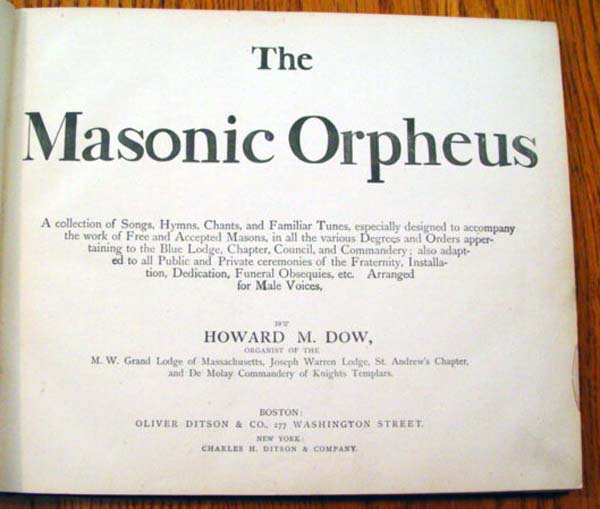 The
Masonic Orpheus
A collection of Songs, Hymns, Chants, and Familiar Tunes, especially designed to accompany
the work of Free and Accepted Masons, in all the various Degrees and Orders apper-
taining to the Blue Lodge, Chapter, Council, and Commandery; also adapt-
ed to all Public and Private ceremonies of the Fraternity, Installa-
tion, Dedication, Funeral Obsequies, etc. Arranged
for Male Voices,
BY
HOWARD M. DOW,
ORGANIST OF THE
M. W. Grand Lodge of Massachusetts, Joseph Warren Lodge, St. Andrew's Chapter,
and De Molay Commandery of Knights Templars.
BOSTON:
OLIVER DITSON & CO., 277 WASHINGTON STREET.
NEW YORK:
CHARLES H. DITSON & COMPANY.